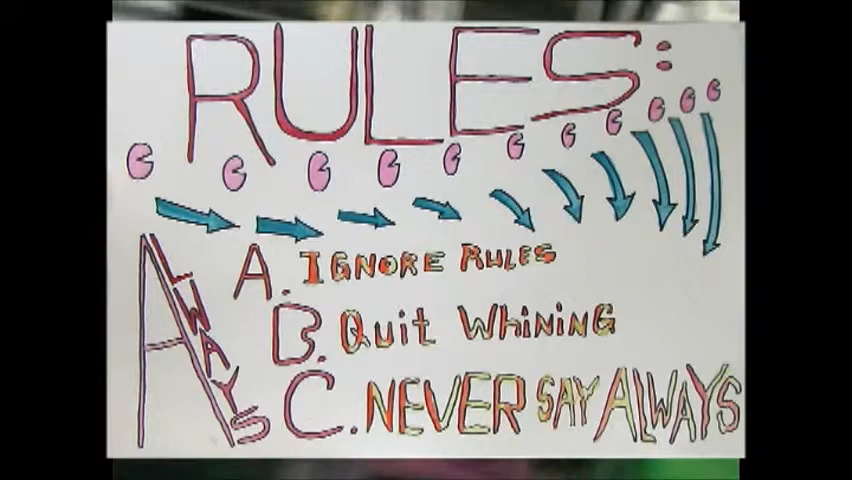 RULES:
ALWAYS
A. IGNORE RULES
B. QUIT WHINING
C. NEVER SAY ALWAYS